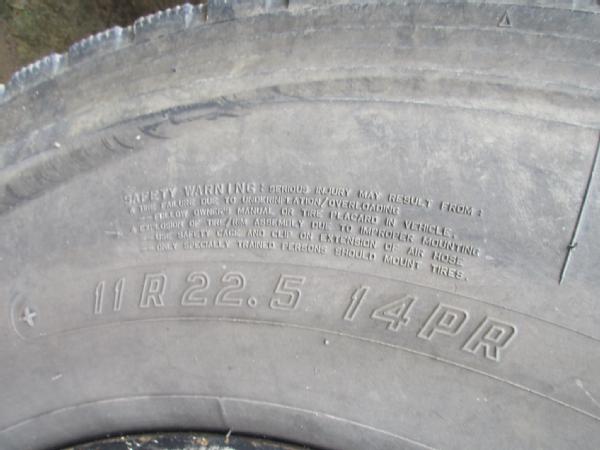 SAFETY WARNING: SERIOUS INJURY MAY RESULT FROM:
TIRE FAILURE DUE TO UNDERINFLATION/OVERLOADING
—FOLLOW OWNER'S MANUAL OR TIRE PLACARD IN VEHICLE.
EXPLOSION OF TIRE/RIM ASSEMBLY DUE TO IMPROPER MOUNTING
—USE SAFETY CAGE AND CLIP ON EXTENSION OF AIR HOSE
—ONLY SPECIALLY TRAINED PERSONS SHOULD MOUNT TIRES.
11R22.5 14PR